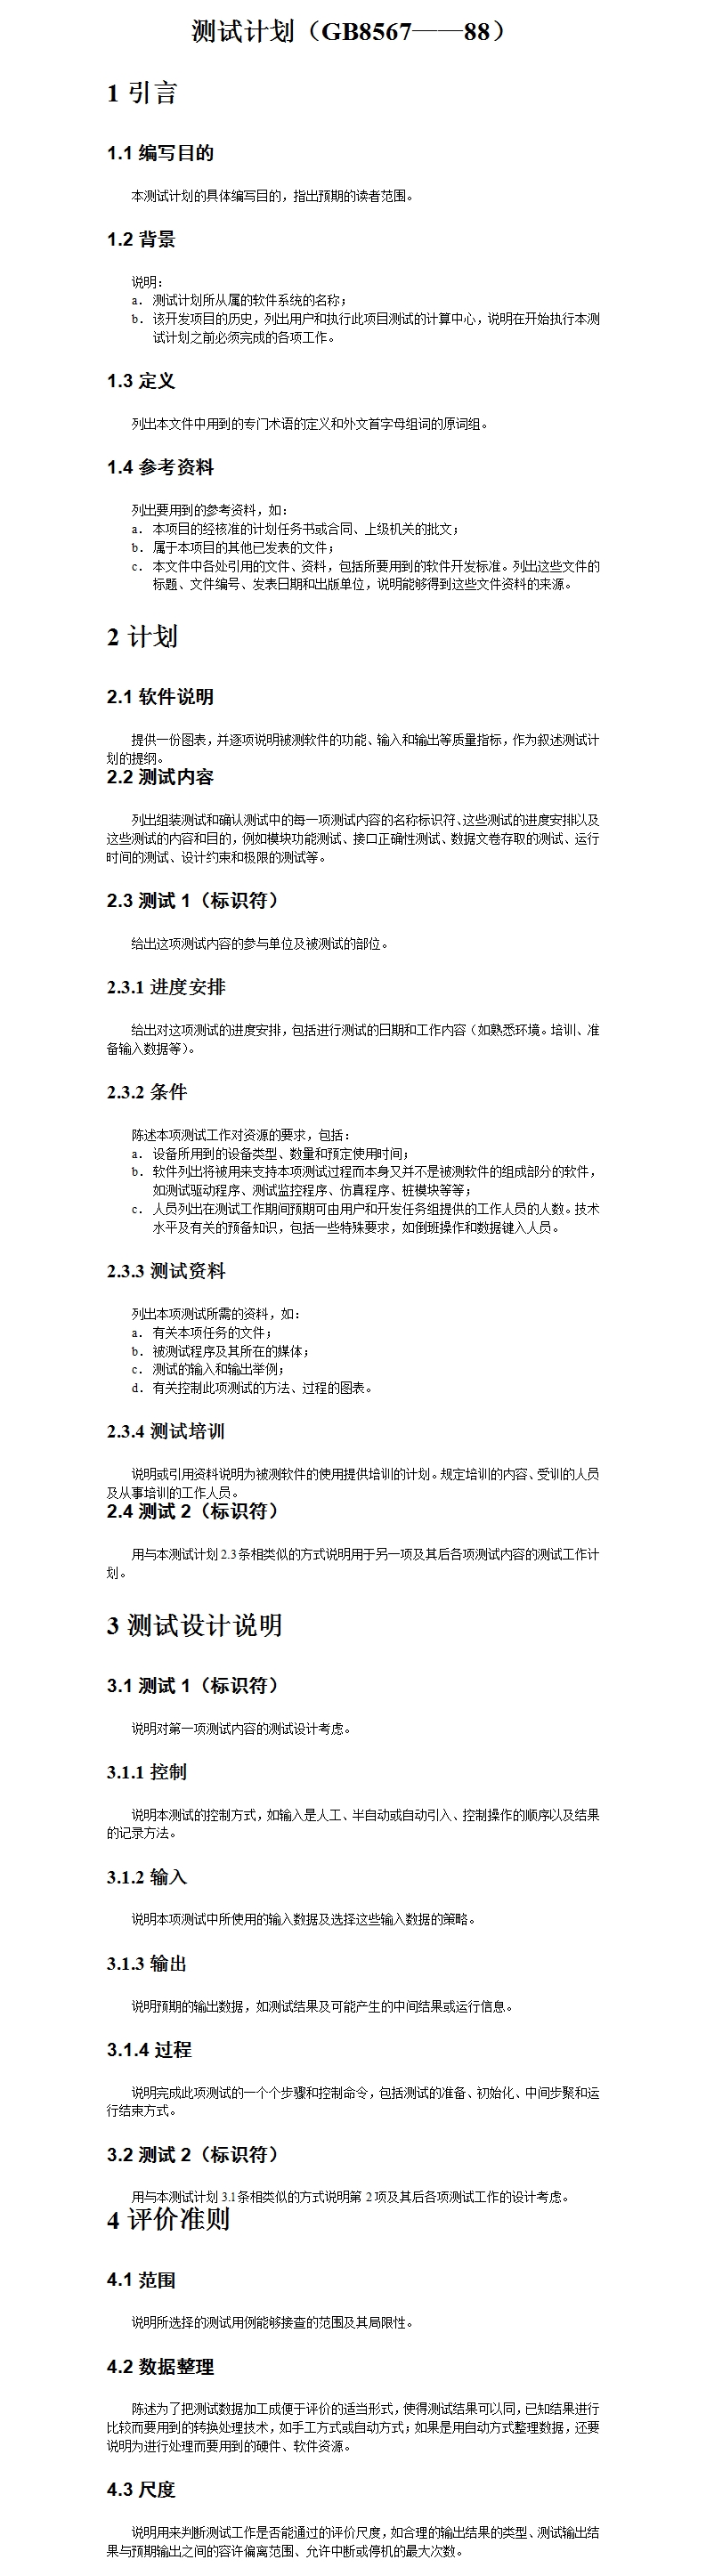 测试计划（GB8567——88）
1 引言
1.1 编写目的
本测试计划的具体编写目的，指出预期的读者范围。
1.2 背景
说明：
a. 测试计划所从属的软件系统的名称；
b. 该开发项目的历史，列出用户和执行此项目测试的计算中心，说明在开始执行本测
试计划之前必须完成的各项工作。
1.3 定义
列出本文件中用到的专门术语的定义和外文首字母组词的原词组。
1.4 参考资料
列出要用到的参考资料，如：
a. 本项目的经核准的计划任务书或合同、上级机关的批文；
b. 属于本项目的其他已发表的文件；
c. 本文件中各处引用的文件、资料，包括所要用到的软件开发标准。列出这些文件的
标题、文件编号、发表日期和出版单位，说明能够得到这些文件资料的来源。
2 计划
2.1 软件说明
提供一份图表，并逐项说明被测软件的功能、输入和输出等质量指标，作为叙述测试计
划的提纲。
2.2 测试内容
列出组装测试和确认测试中的每一项测试内容的名称标识符、这些测试的进度安排以及
这些测试的内容和目的，例如模块功能测试、接口正确性测试、数据文卷存取的测试、运行
时间的测试、设计约束和极限的测试等。
2.3 测试 1（标识符）
给出这项测试内容的参与单位及被测试的部位。
2.3.1 进度安排
给出对这项测试的进度安排，包括进行测试的日期和工作内容（如熟悉环境。培训、准
备输入数据等）。
2.3.2 条件
陈述本项测试工作对资源的要求，包括：
a. 设备所用到的设备类型、数量和预定使用时间；
b. 软件列出将被用来支持本项测试过程而本身又并不是被测软件的组成部分的软件，
如测试驱动程序、测试监控程序、仿真程序、桩模块等等；
c. 人员列出在测试工作期间预期可由用户和开发任务组提供的工作人员的人数。技术
水平及有关的预备知识，包括一些特殊要求，如倒班操作和数据键入人员。
2.3.3 测试资料
列出本项测试所需的资料，如：
a. 有关本项任务的文件；
b. 被测试程序及其所在的媒体；
c. 测试的输入和输出举例；
d. 有关控制此项测试的方法、过程的图表。
2.3.4 测试培训
说明或引用资料说明为被测软件的使用提供培训的计划。规定培训的内容、受训的人员
及从事培训的工作人员。
2.4 测试 2（标识符）
用与本测试计划 2.3 条相类似的方式说明用于另一项及其后各项测试内容的测试工作计
划。
3 测试设计说明
3.1 测试 1（标识符）
说明对第一项测试内容的测试设计考虑。
3.1.1 控制
说明本测试的控制方式，如输入是人工、半自动或自动引入、控制操作的顺序以及结果
的记录方法。
3.1.2 输入
说明本项测试中所使用的输入数据及选择这些输入数据的策略。
3.1.3 输出
说明预期的输出数据，如测试结果及可能产生的中间结果或运行信息。
3.1.4 过程
说明完成此项测试的一个个步骤和控制命令，包括测试的准备、初始化、中间步聚和运
行结束方式。
3.2 测试 2（标识符）
用与本测试计划 3.1 条相类似的方式说明第 2 项及其后各项测试工作的设计考虑。
4 评价准则
4.1 范围
说明所选择的测试用例能够接查的范围及其局限性。
4.2 数据整理
陈述为了把测试数据加工成便于评价的适当形式，使得测试结果可以同，已知结果进行
比较而要用到的转换处理技术，如手工方式或自动方式；如果是用自动方式整理数据，还要
说明为进行处理而要用到的硬件、软件资源。
4.3 尺度
说明用来判断测试工作是否能通过的评价尺度，如合理的输出结果的类型、测试输出结
果与预期输出之间的容许偏离范围、允许中断或停机的最大次数。